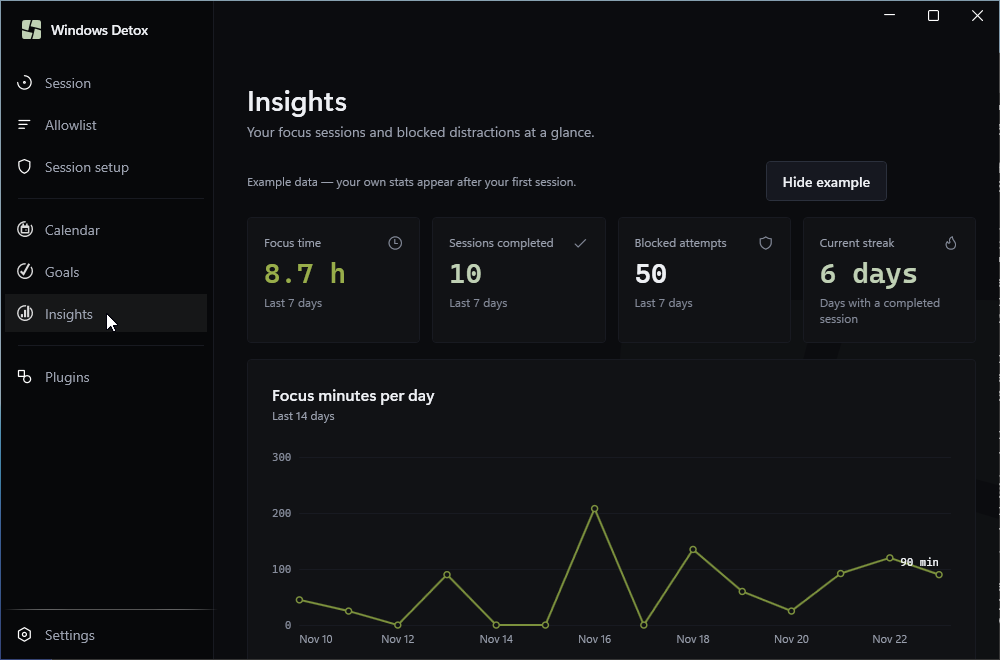 Windows Detox
Session
Allowlist
Session setup
Calendar
Goals
Insights
Plugins
Settings
Insights
Your focus sessions and blocked distractions at a glance.
Example data — your own stats appear after your first session.
Hide example
Focus time
8.7 h
Last 7 days
Sessions completed
10
Last 7 days
Blocked attempts
50
Last 7 days
Current streak
6 days
Days with a completed
session
Focus minutes per day
Last 14 days
300
200
100
0
90 min
Nov 10 Nov 12 Nov 14 Nov 16 Nov 18 Nov 20 Nov 22